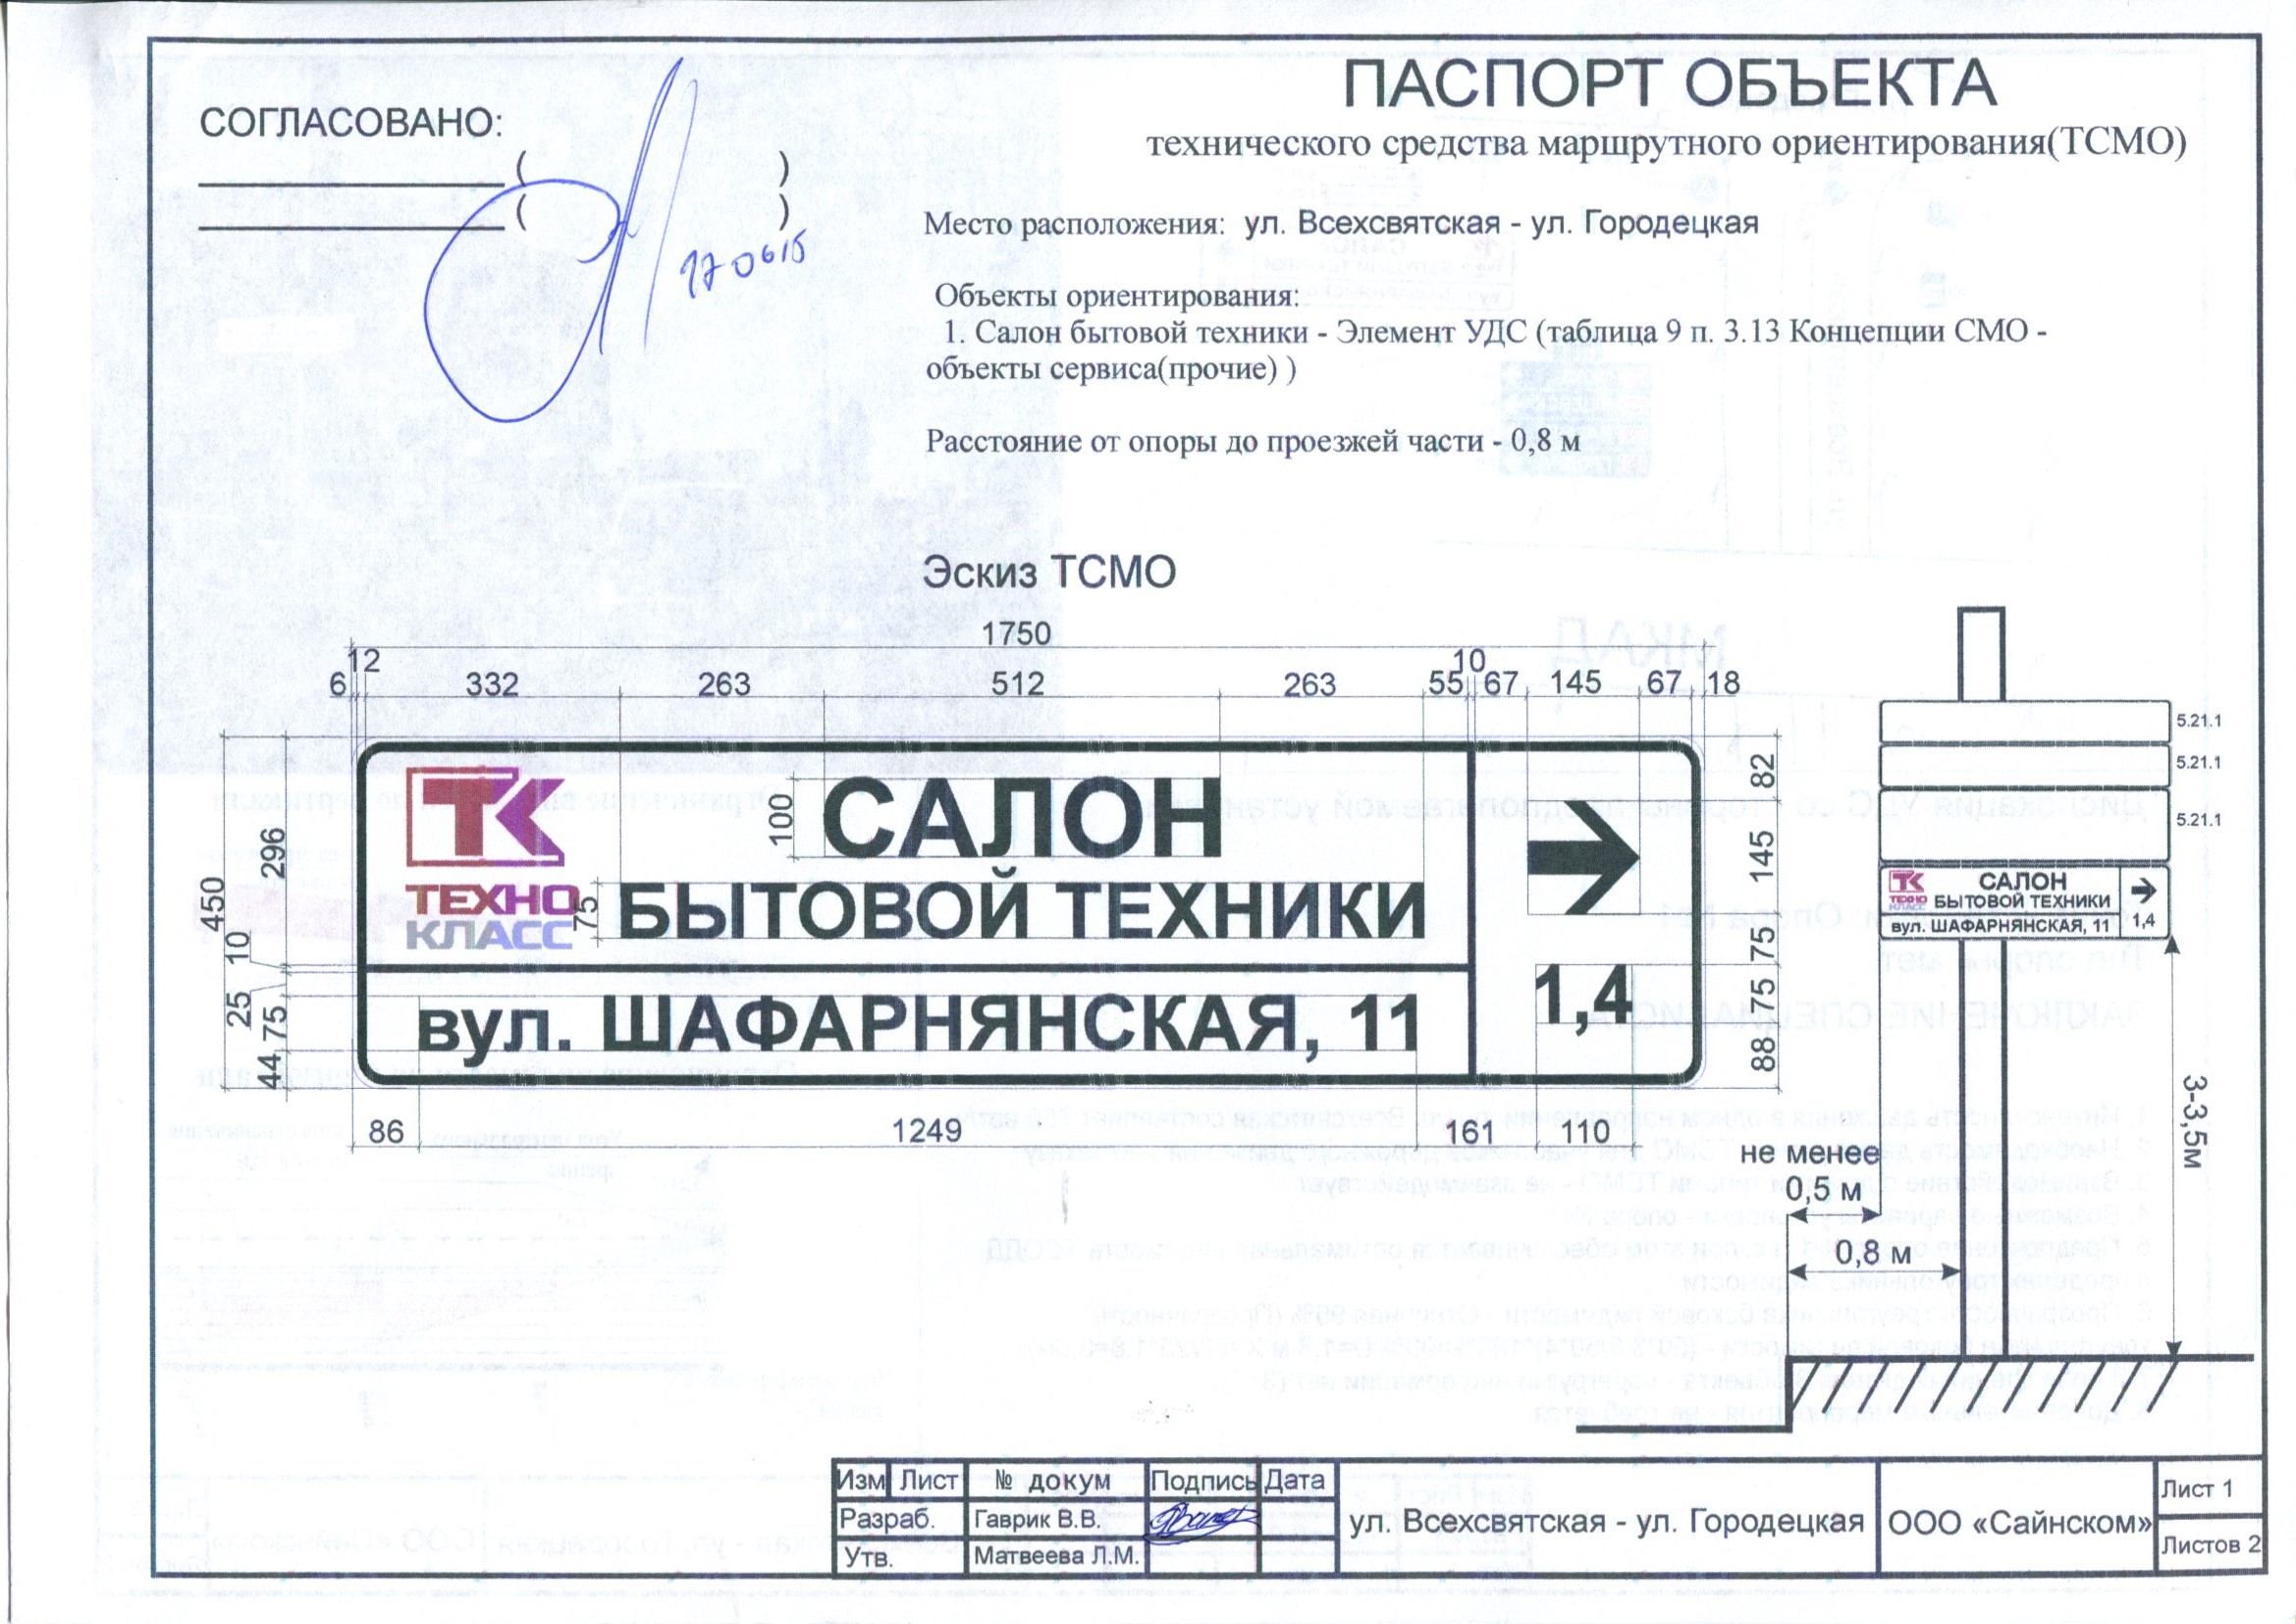 ПАСПОРТ ОБЪЕКТА
технического средства маршрутного ориентирования(ТСМО)
СОГЛАСОВАНО:
( )
( )
170615
Место расположения: ул. Всехсвятская - ул. Городецкая
Объекты ориентирования:
1. Салон бытовой техники - Элемент УДС (таблица 9 п. 3.13 Концепции СМО -
объекты сервиса(прочие) )
Расстояние от опоры до проезжей части - 0,8 м
Эскиз ТСМО
1750
12 10
6 332 263 512 263 55 67 145 67 18
450
296
10
25
75
44
ТК
ТЕХНО
КЛАСС
100
САЛОН
75
БЫТОВОЙ ТЕХНИКИ
вул. ШАФАРНЯНСКАЯ, 11
1,4
82
145
75
75
88
86 1249 161 110
5.21.1
5.21.1
5.21.1
ТК
ТЕХНО
КЛАСС
САЛОН
БЫТОВОЙ ТЕХНИКИ
вул. ШАФАРНЯНСКАЯ, 11
1,4
3-3,5м
не менее
0,5 м
0,8 м
Изм Лист № докум Подпись Дата
Разраб. Гаврик В.В.
Утв. Матвеева Л.М.
ул. Всехсвятская - ул. Городецкая
ООО «Сайнском»
Лист 1
Листов 2